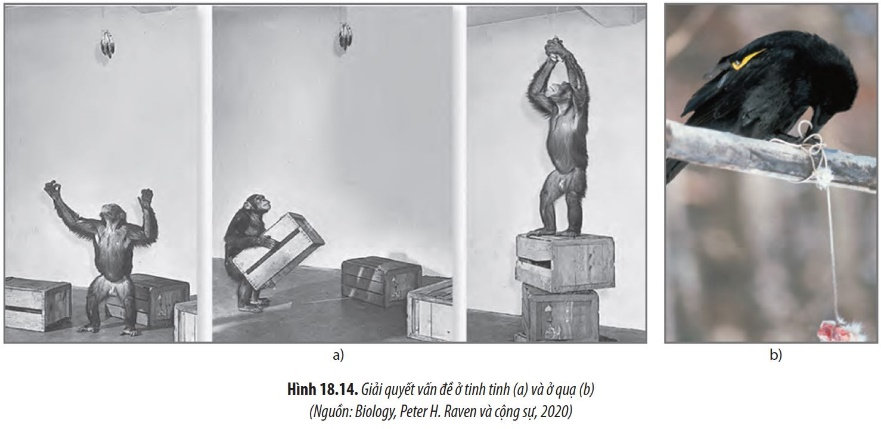 a)
b)
Hình 18.14. Giải quyết vấn đề ở tinh tinh (a) và ở quạ (b)
(Nguồn: Biology, Peter H. Raven và cộng sự, 2020)